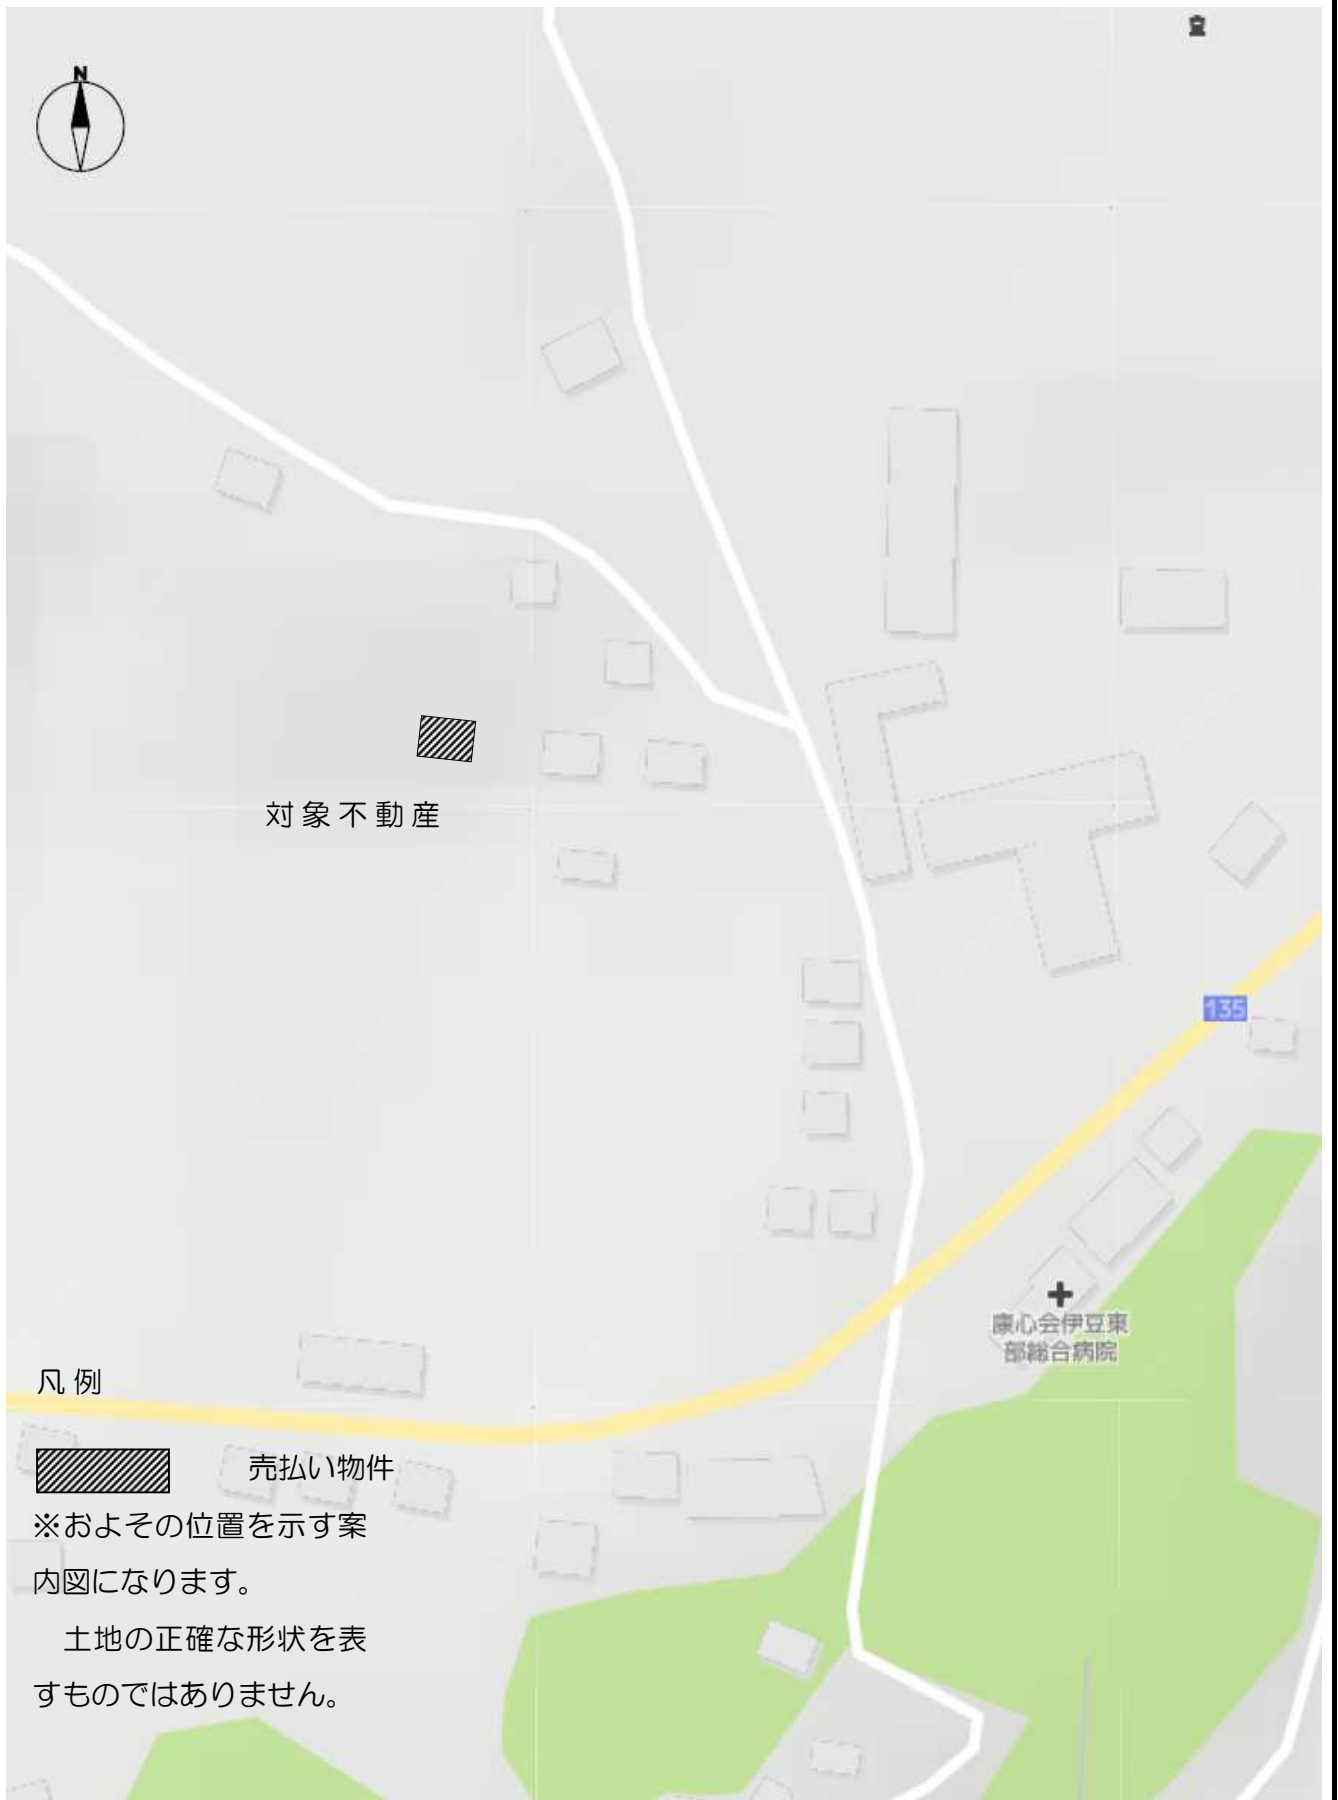 N
対象不動産
135
康心会伊豆東
部総合病院
凡例
売払い物件
※およその位置を示す案
内図になります。
　土地の正確な形状を表
すものではありません。